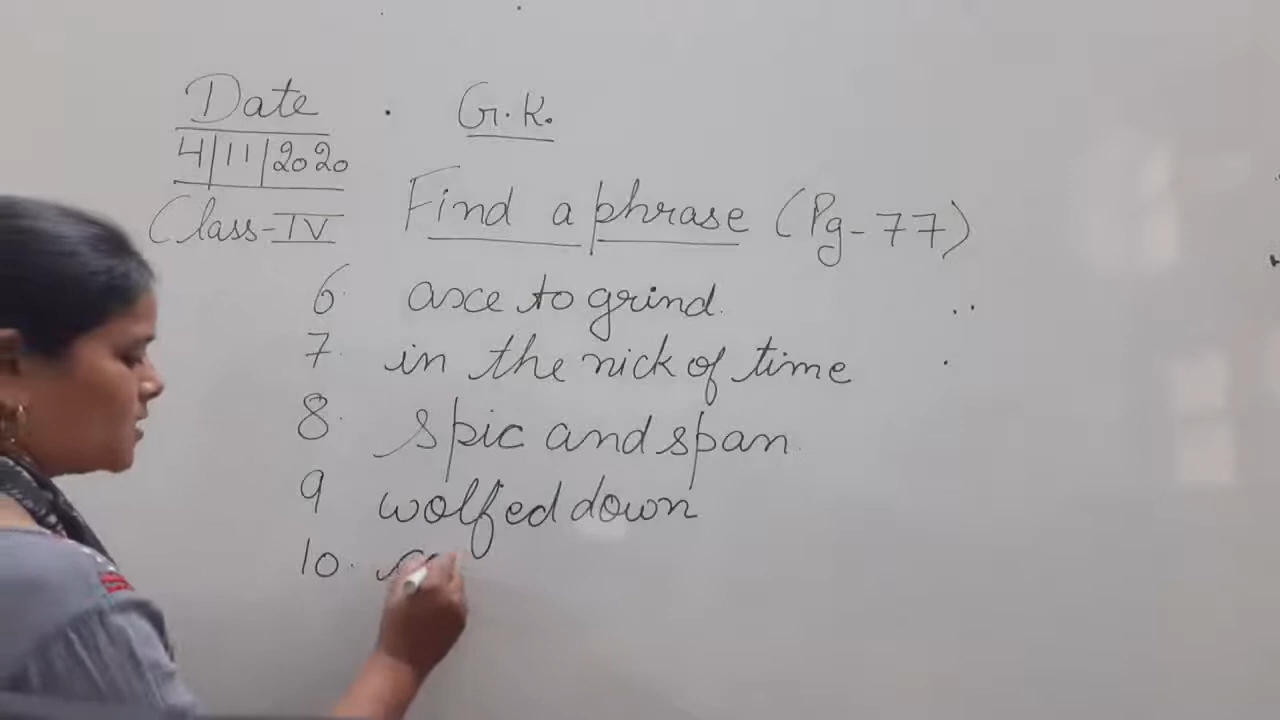 Date
4/11/2020
Class-IV
G.K.
Find a phrase (Pg-77)
6. axe to grind.
7. in the nick of time
8. spic and span.
9 wolfed down
10.